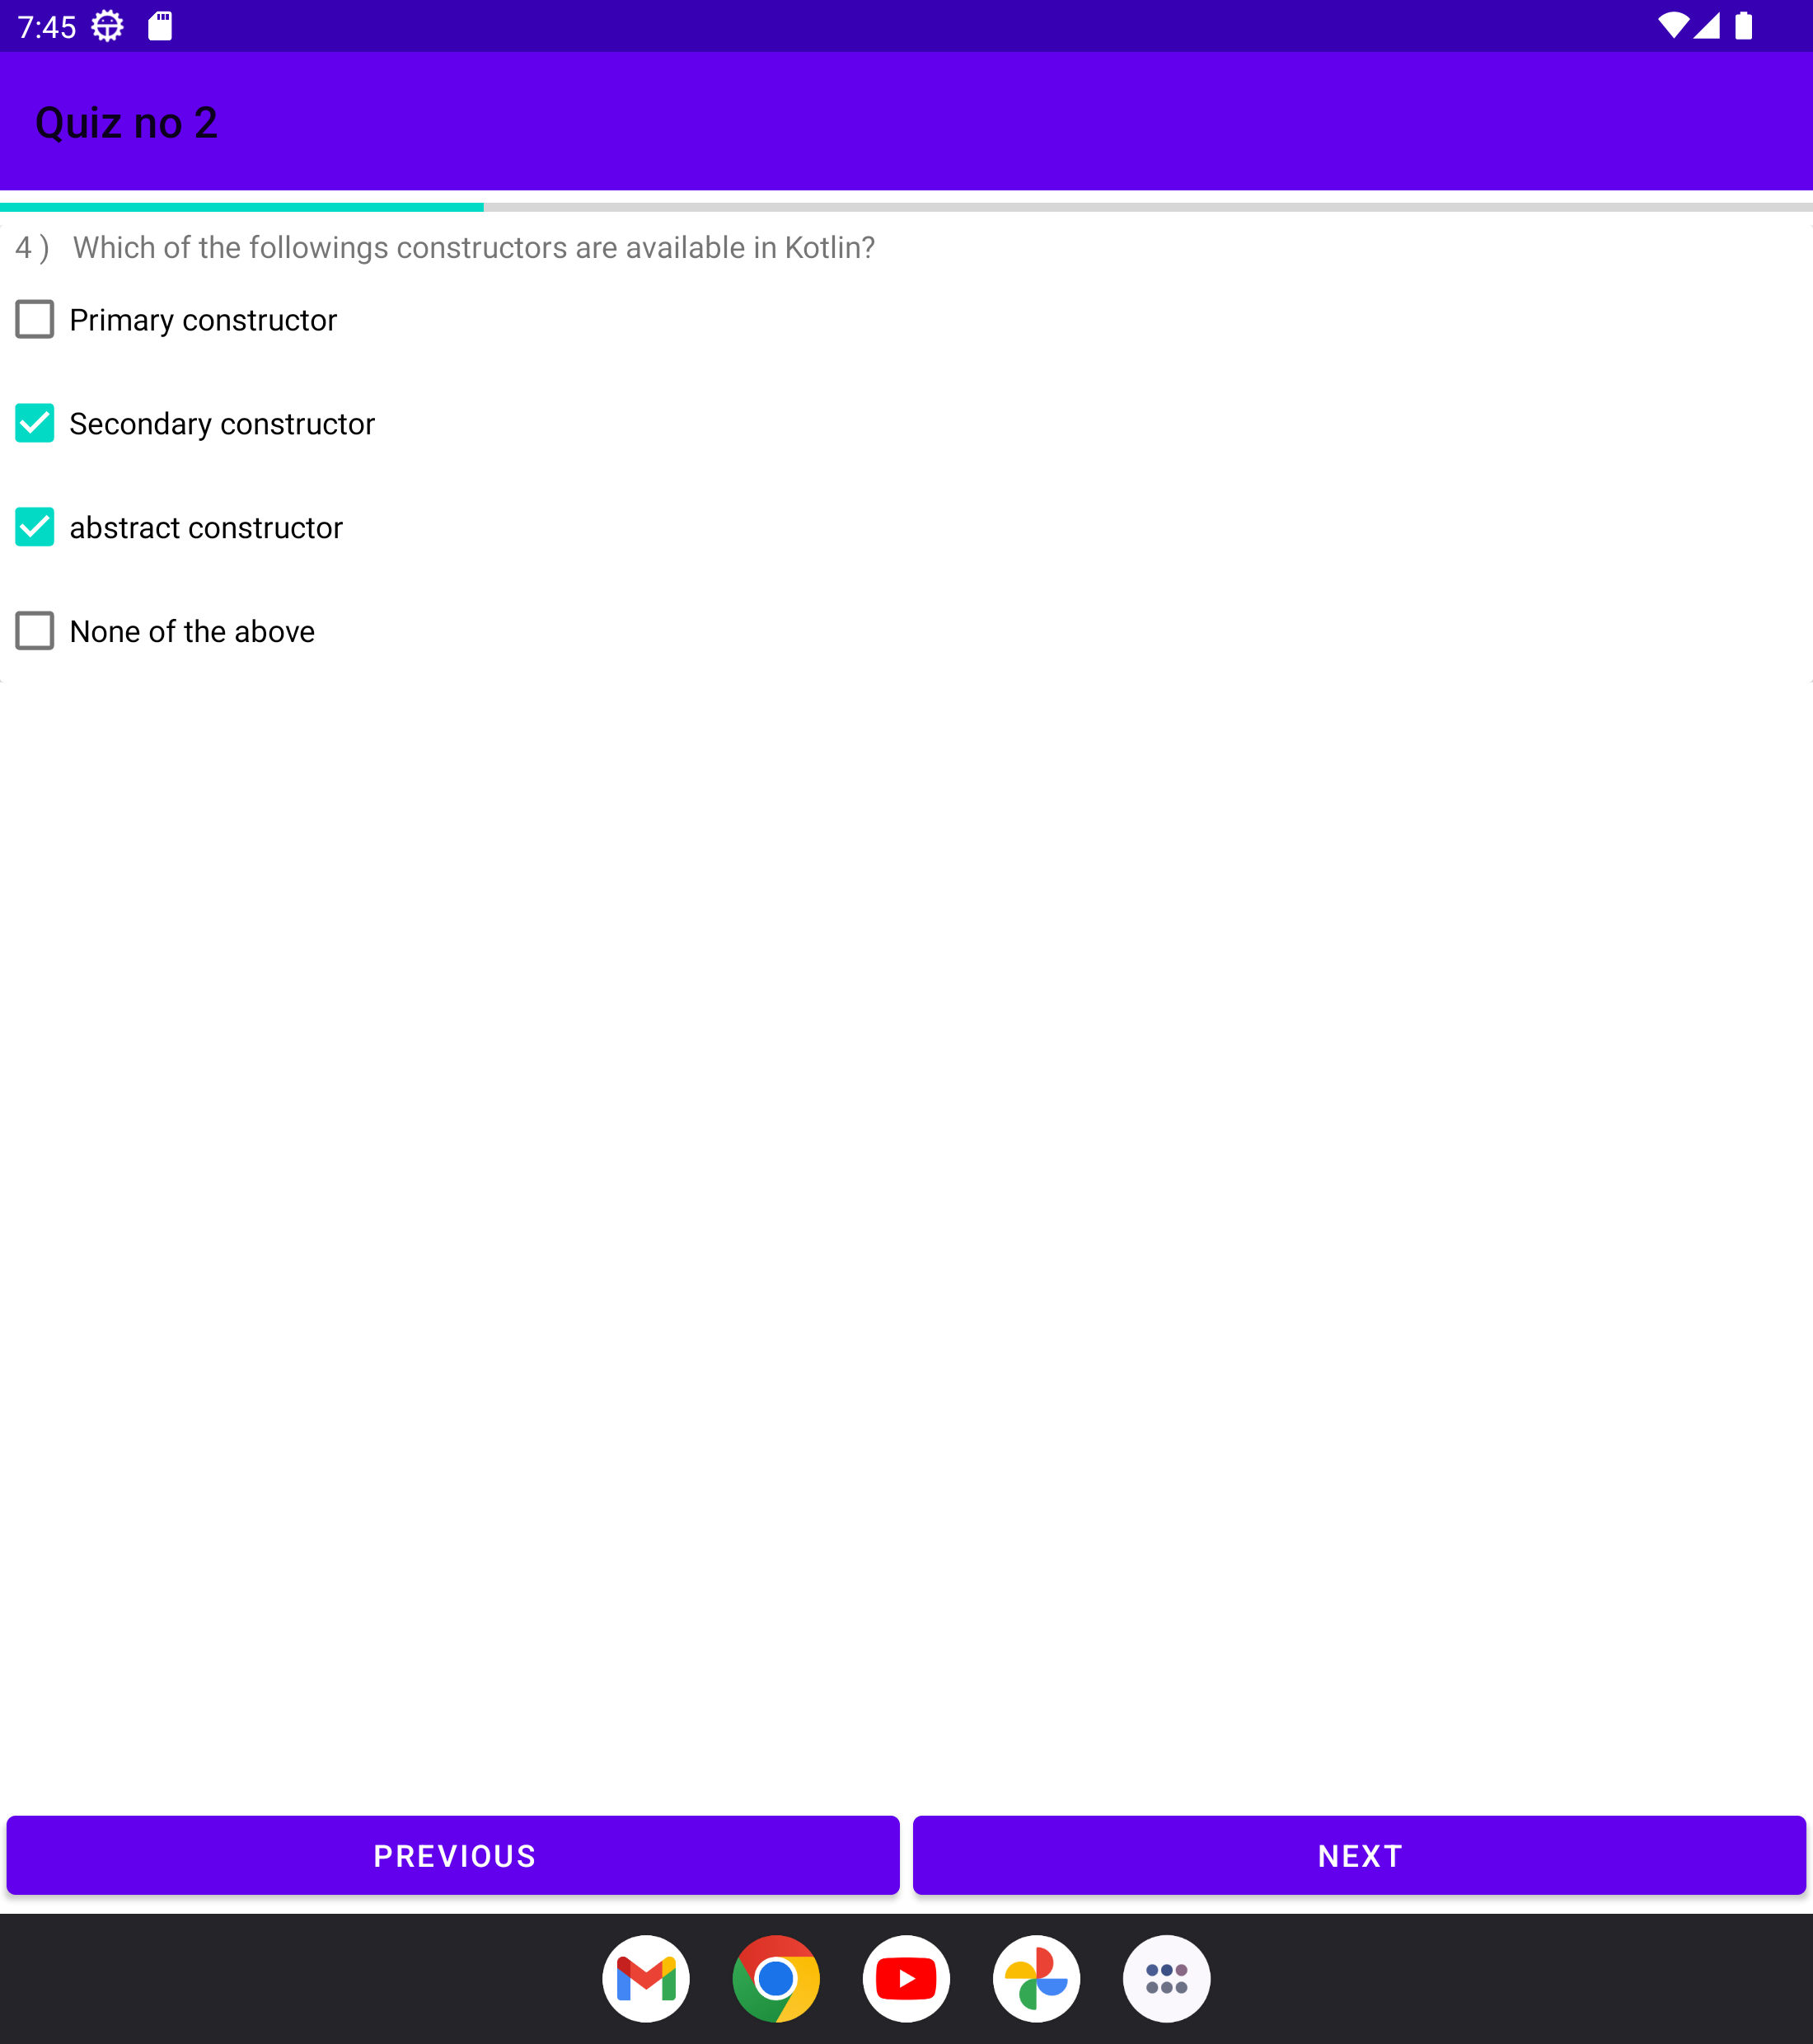 7:45
Quiz no 2
4 )   Which of the followings constructors are available in Kotlin?
Primary constructor
Secondary constructor
abstract constructor
None of the above
PREVIOUS
NEXT